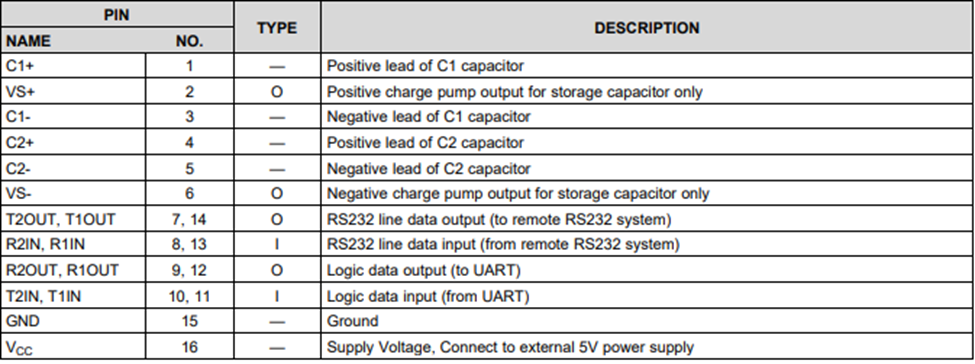 PIN TYPE DESCRIPTION
NAME NO.
C1+ 1 — Positive lead of C1 capacitor
VS+ 2 O Positive charge pump output for storage capacitor only
C1- 3 — Negative lead of C1 capacitor
C2+ 4 — Positive lead of C2 capacitor
C2- 5 — Negative lead of C2 capacitor
VS- 6 O Negative charge pump output for storage capacitor only
T2OUT, T1OUT 7, 14 O RS232 line data output (to remote RS232 system)
R2IN, R1IN 8, 13 I RS232 line data input (from remote RS232 system)
R2OUT, R1OUT 9, 12 O Logic data output (to UART)
T2IN, T1IN 10, 11 I Logic data input (from UART)
GND 15 — Ground
VCC 16 — Supply Voltage, Connect to external 5V power supply